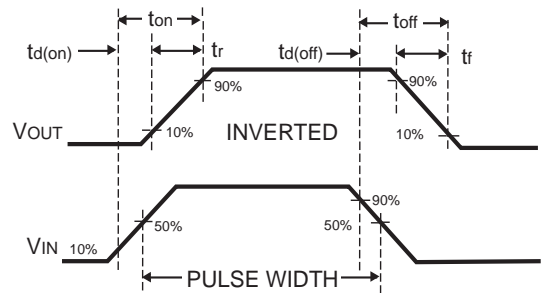 ton toff
td(on) tr td(off) tf
90% 90%
VOUT 10% INVERTED 10%
90%
50% 50%
VIN 10%
PULSE WIDTH